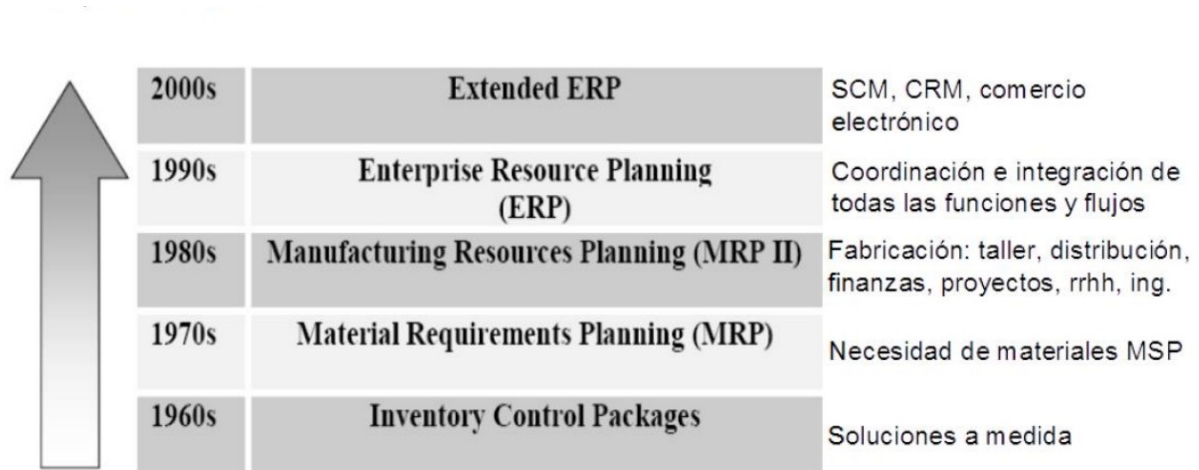 2000s
Extended ERP
SCM, CRM, comercio
electrónico
1990s
Enterprise Resource Planning
(ERP)
Coordinación e integración de
todas las funciones y flujos
1980s
Manufacturing Resources Planning (MRP II)
Fabricación: taller, distribución,
finanzas, proyectos, rrhh, ing.
1970s
Material Requirements Planning (MRP)
Necesidad de materiales MSP
1960s
Inventory Control Packages
Soluciones a medida